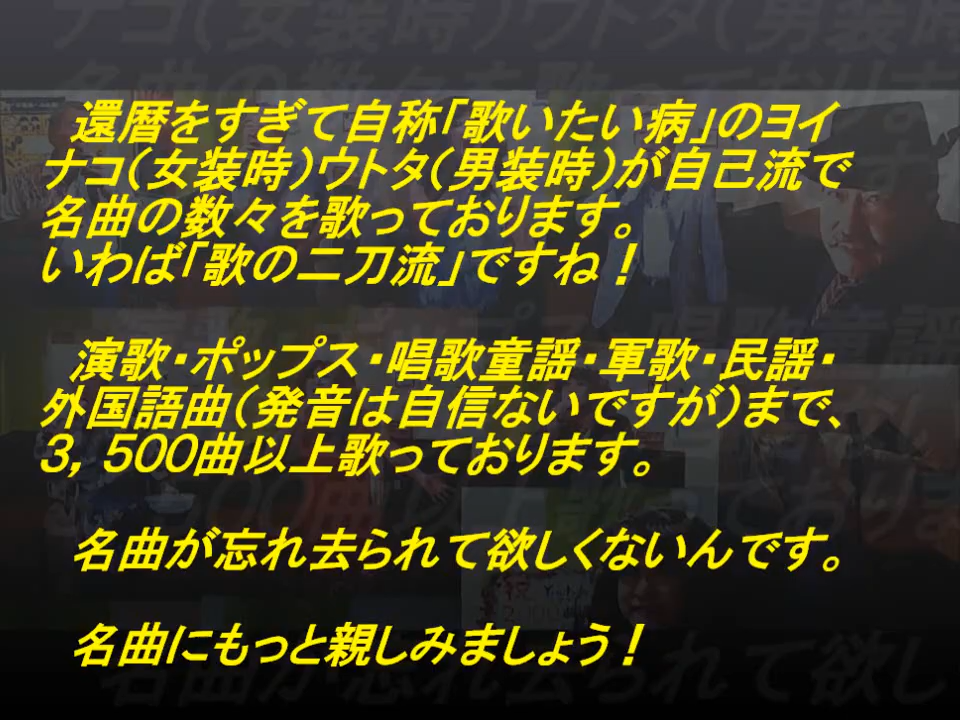 還暦をすぎて自称「歌いたい病」のヨイ
ナコ（女装時）ウトタ（男装時）が自己流で
名曲の数々を歌っております。
いわば「歌の二刀流」ですね！
演歌・ポップス・唱歌童謡・軍歌・民謡・
外国語曲（発音は自信ないですが）まで、
３，５００曲以上歌っております。
名曲が忘れ去られて欲しくないんです。
名曲にもっと親しみましょう！